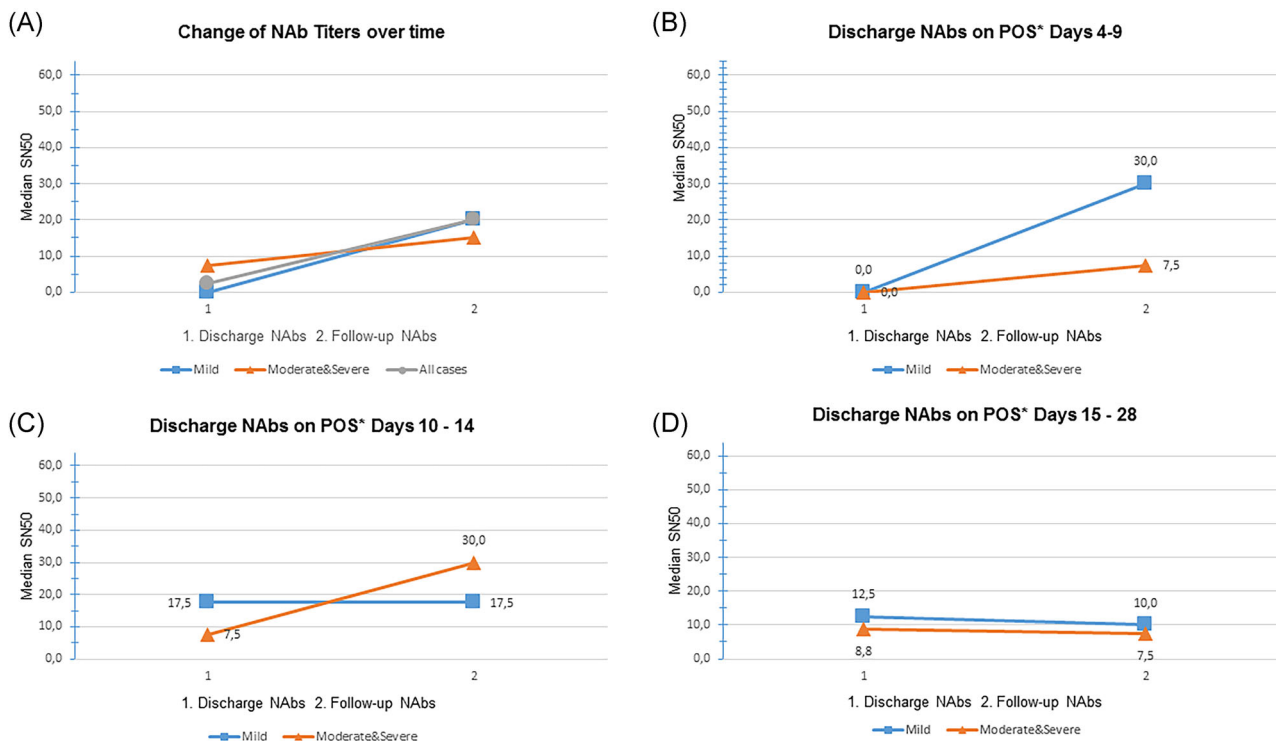 (A)
Change of NAb Titers over time
Median SN50
60,0
50,0
40,0
30,0
20,0
10,0
0,0
1
2
1. Discharge NAbs 2. Follow-up NAbs
Mild Moderate&Severe All cases
(B)
Discharge NAbs on POS* Days 4-9
Median SN50
60,0
50,0
40,0
30,0
20,0
10,0
0,0
30,0
0,0
0,0
7,5
1
2
1. Discharge NAbs 2. Follow-up NAbs
Mild Moderate&Severe
(C)
Discharge NAbs on POS* Days 10 - 14
Median SN50
60,0
50,0
40,0
30,0
20,0
10,0
0,0
30,0
17,5
17,5
7,5
1
2
1. Discharge NAbs 2. Follow-up NAbs
Mild Moderate&Severe
(D)
Discharge NAbs on POS* Days 15 - 28
Median SN50
60,0
50,0
40,0
30,0
20,0
10,0
0,0
12,5
10,0
8,8
7,5
1
2
1. Discharge NAbs 2. Follow-up NAbs
Mild Moderate&Severe